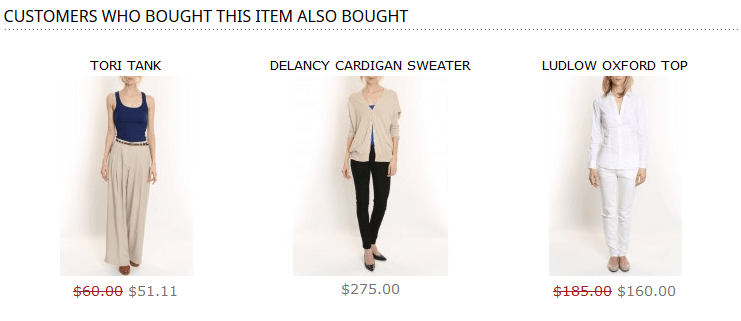 CUSTOMERS WHO BOUGHT THIS ITEM ALSO BOUGHT
TORI TANK
DELANCY CARDIGAN SWEATER
LUDLOW OXFORD TOP
$60.00 $51.11
$275.00
$185.00 $160.00